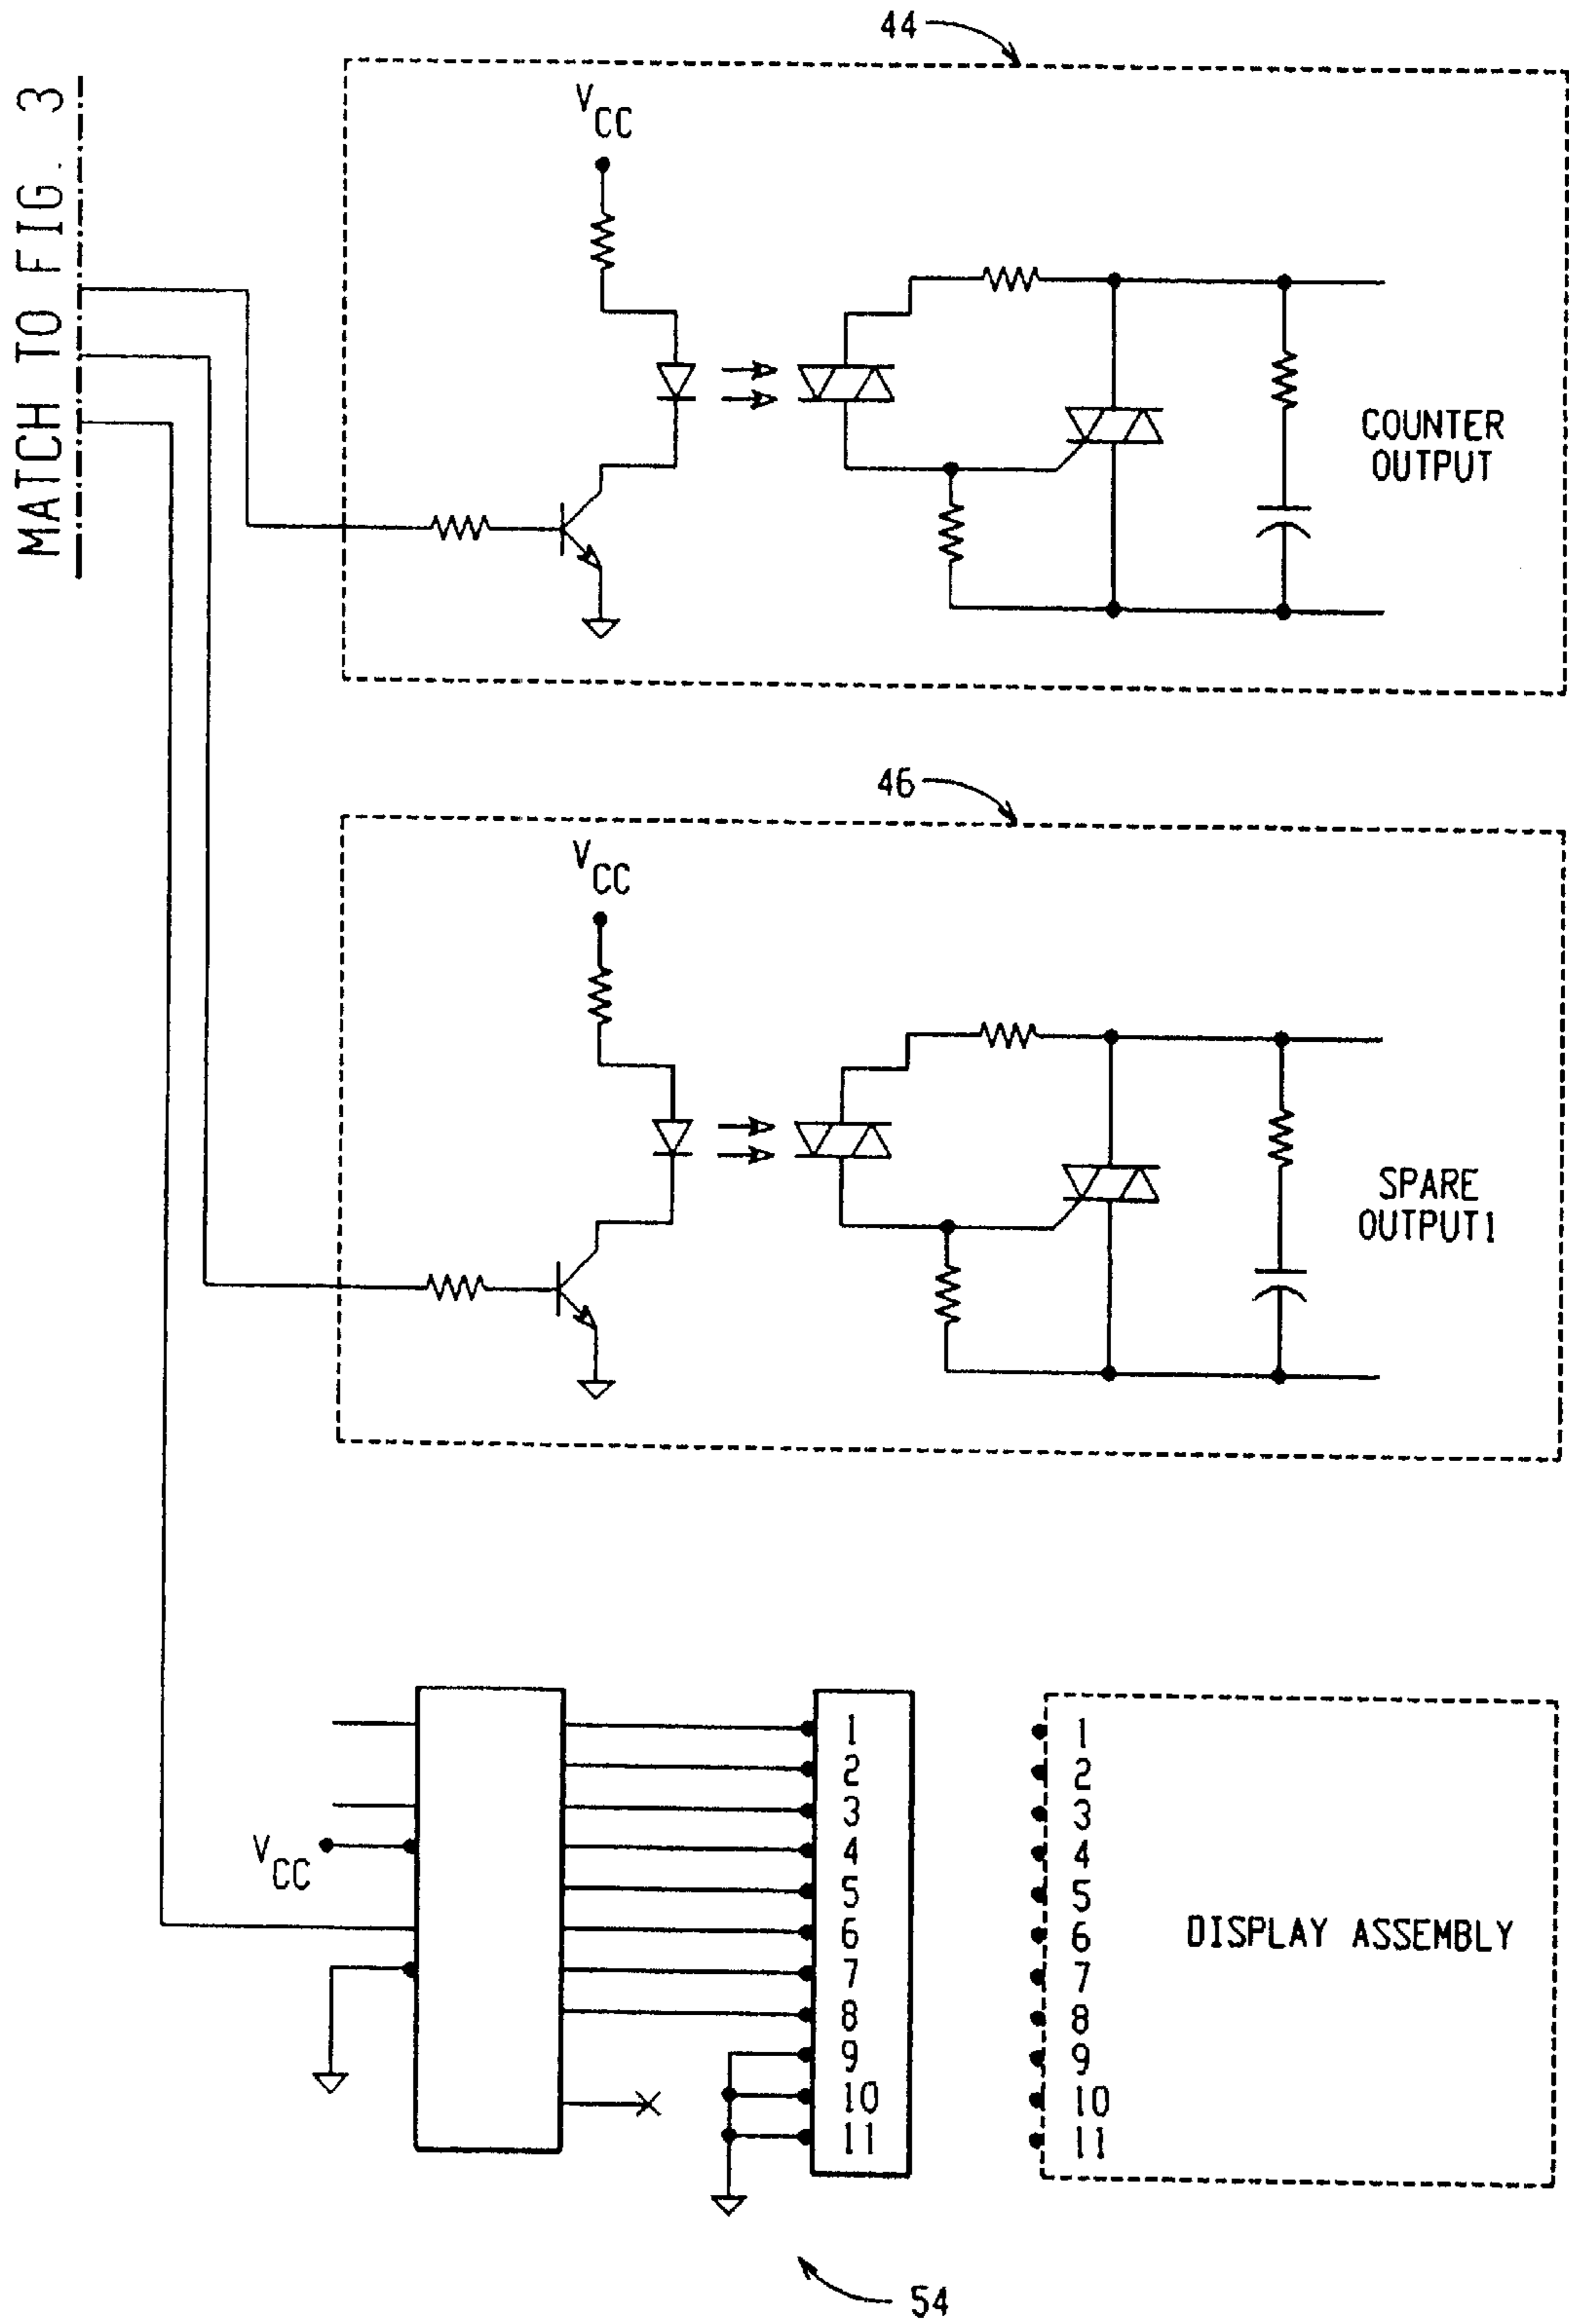 MATCH TO FIG. 3
44
VCC
COUNTER
OUTPUT
46
VCC
SPARE
OUTPUT1
VCC
1
2
3
4
5
6
7
8
9
10
11
1
2
3
4
5
6
7
8
9
10
11
DISPLAY ASSEMBLY
54